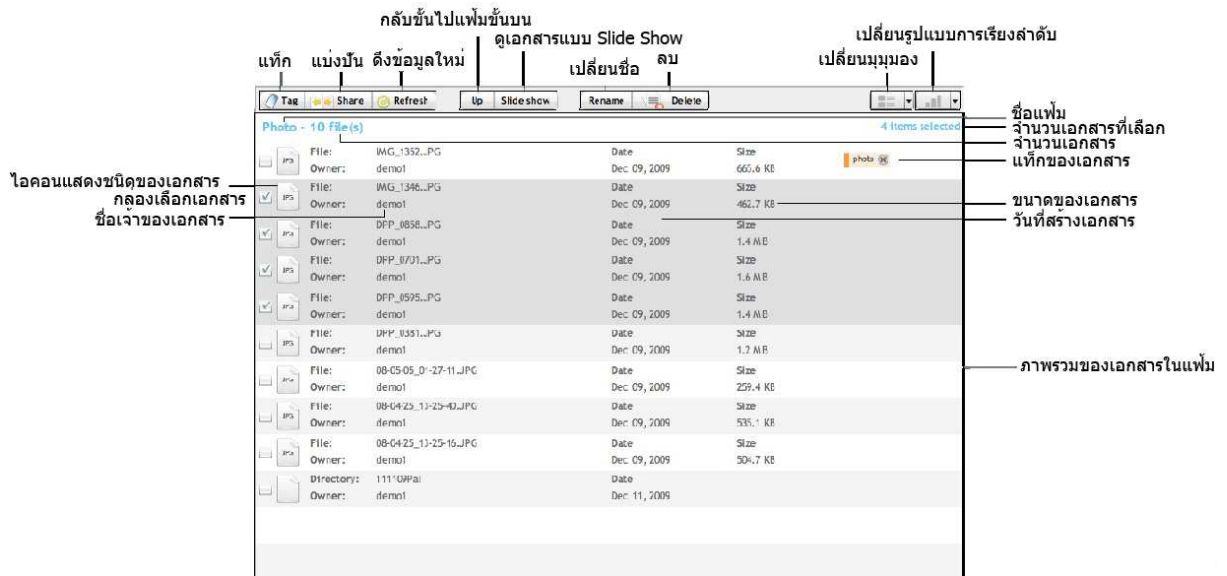 กลับขึ้นไปแฟ้มชั้นบน
ดูเอกสารแบบ Slide Show
เปลี่ยนรูปแบบการเรียงลำดับ
แท็ก แบ่งปัน ดึงข้อมูลใหม่ เปลี่ยนชื่อ ลบ เปลี่ยนมุมุมอง
Tag Share Refresh Up Slide show Rename Delete
Photo - 10 file(s) 4 items selected
ชื่อแฟ้ม
จำนวนเอกสารที่เลือก
จำนวนเอกสาร
แท็กของเอกสาร
File: IMG_1352...PG Date Size
JPG photo
Owner: demo1 Dec 09, 2009 KB
ไอคอนแสดงชนิดของเอกสาร
กล่องเลือกเอกสาร
ชื่อเจ้าของเอกสาร
File: IMG_1346...PG Date Size
JPG
Owner: demo1 Dec 09, 2009 462.7 KB
ขนาดของเอกสาร
วันที่สร้างเอกสาร
File: DPP_0858...PG Date Size
JPG
Owner: demo1 Dec 09, 2009 1.4 MB
File: DPP_0701...PG Date Size
JPG
Owner: demo1 Dec 09, 2009 1.6 MB
File: DPP_0595...PG Date Size
JPG
Owner: demo1 Dec 09, 2009 1.4 MB
File: DPP_0381...PG Date Size
JPG
Owner: demo1 Dec 09, 2009 1.2 MB
ภาพรวมของเอกสารในแฟ้ม
File: 08-05-05_01-27-11..JPG Date Size
JPG
Owner: demo1 Dec 09, 2009 259.4 KB
File: Date Size
JPG
Owner: demo1 Dec 09, 2009 535.1 KB
File: 08-04-25_13-25-16..JPG Date Size
JPG
Owner: demo1 Dec 09, 2009 504.7 KB
Directory: Date
Owner: demo1 Dec 11, 2009